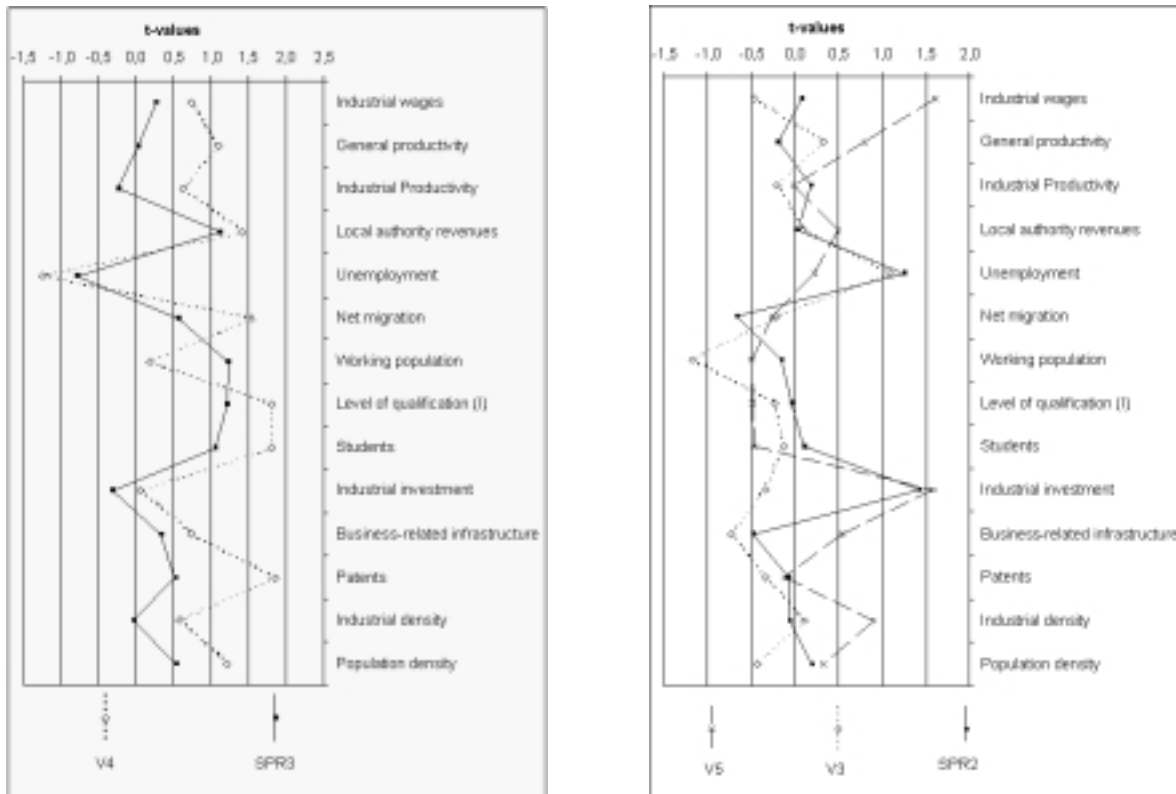 t-values
-1,5 -1,0 -0,5 0,0 0,5 1,0 1,5 2,0 2,5
Industrial wages
General productivity
Industrial Productivity
Local authority revenues
Unemployment
Net migration
Working population
Level of qualification (I)
Students
Industrial investment
Business-related infrastructure
Patents
Industrial density
Population density
V4 SPR3
t-values
-1,5 -1,0 -0,5 0,0 0,5 1,0 1,5 2,0
Industrial wages
General productivity
Industrial Productivity
Local authority revenues
Unemployment
Net migration
Working population
Level of qualification (I)
Students
Industrial investment
Business-related infrastructure
Patents
Industrial density
Population density
V5 V3 SPR2